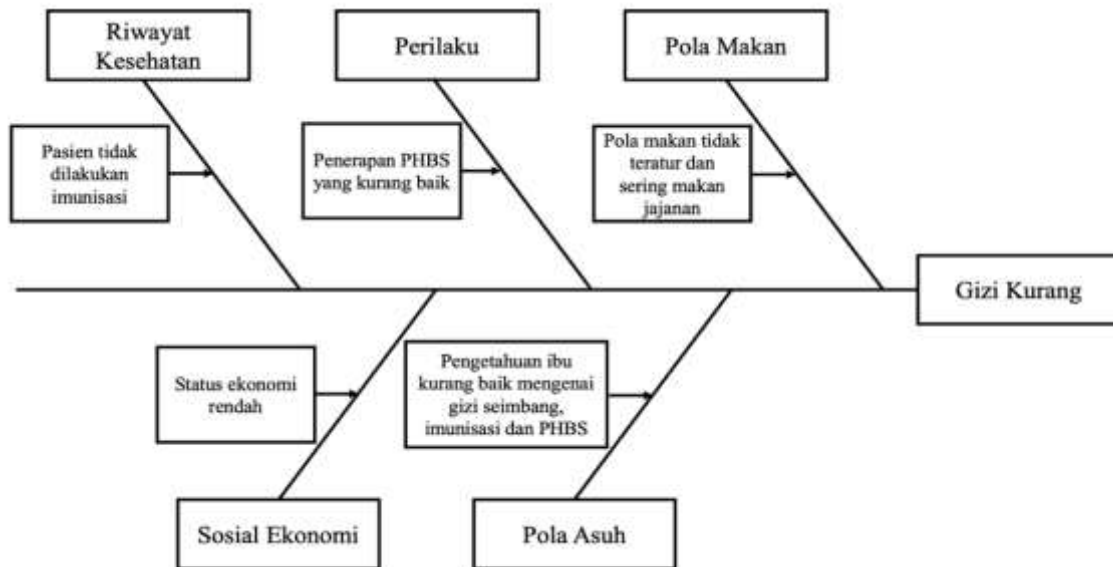 Riwayat
Kesehatan
Perilaku
Pola Makan
Pasien tidak
dilakukan
imunisasi
Penerapan PHBS
yang kurang baik
Pola makan tidak
teratur dan
sering makan
jajanan
Gizi Kurang
Status ekonomi
rendah
Pengetahuan ibu
kurang baik mengenai
gizi seimbang,
imunisasi dan PHBS
Sosial Ekonomi
Pola Asuh